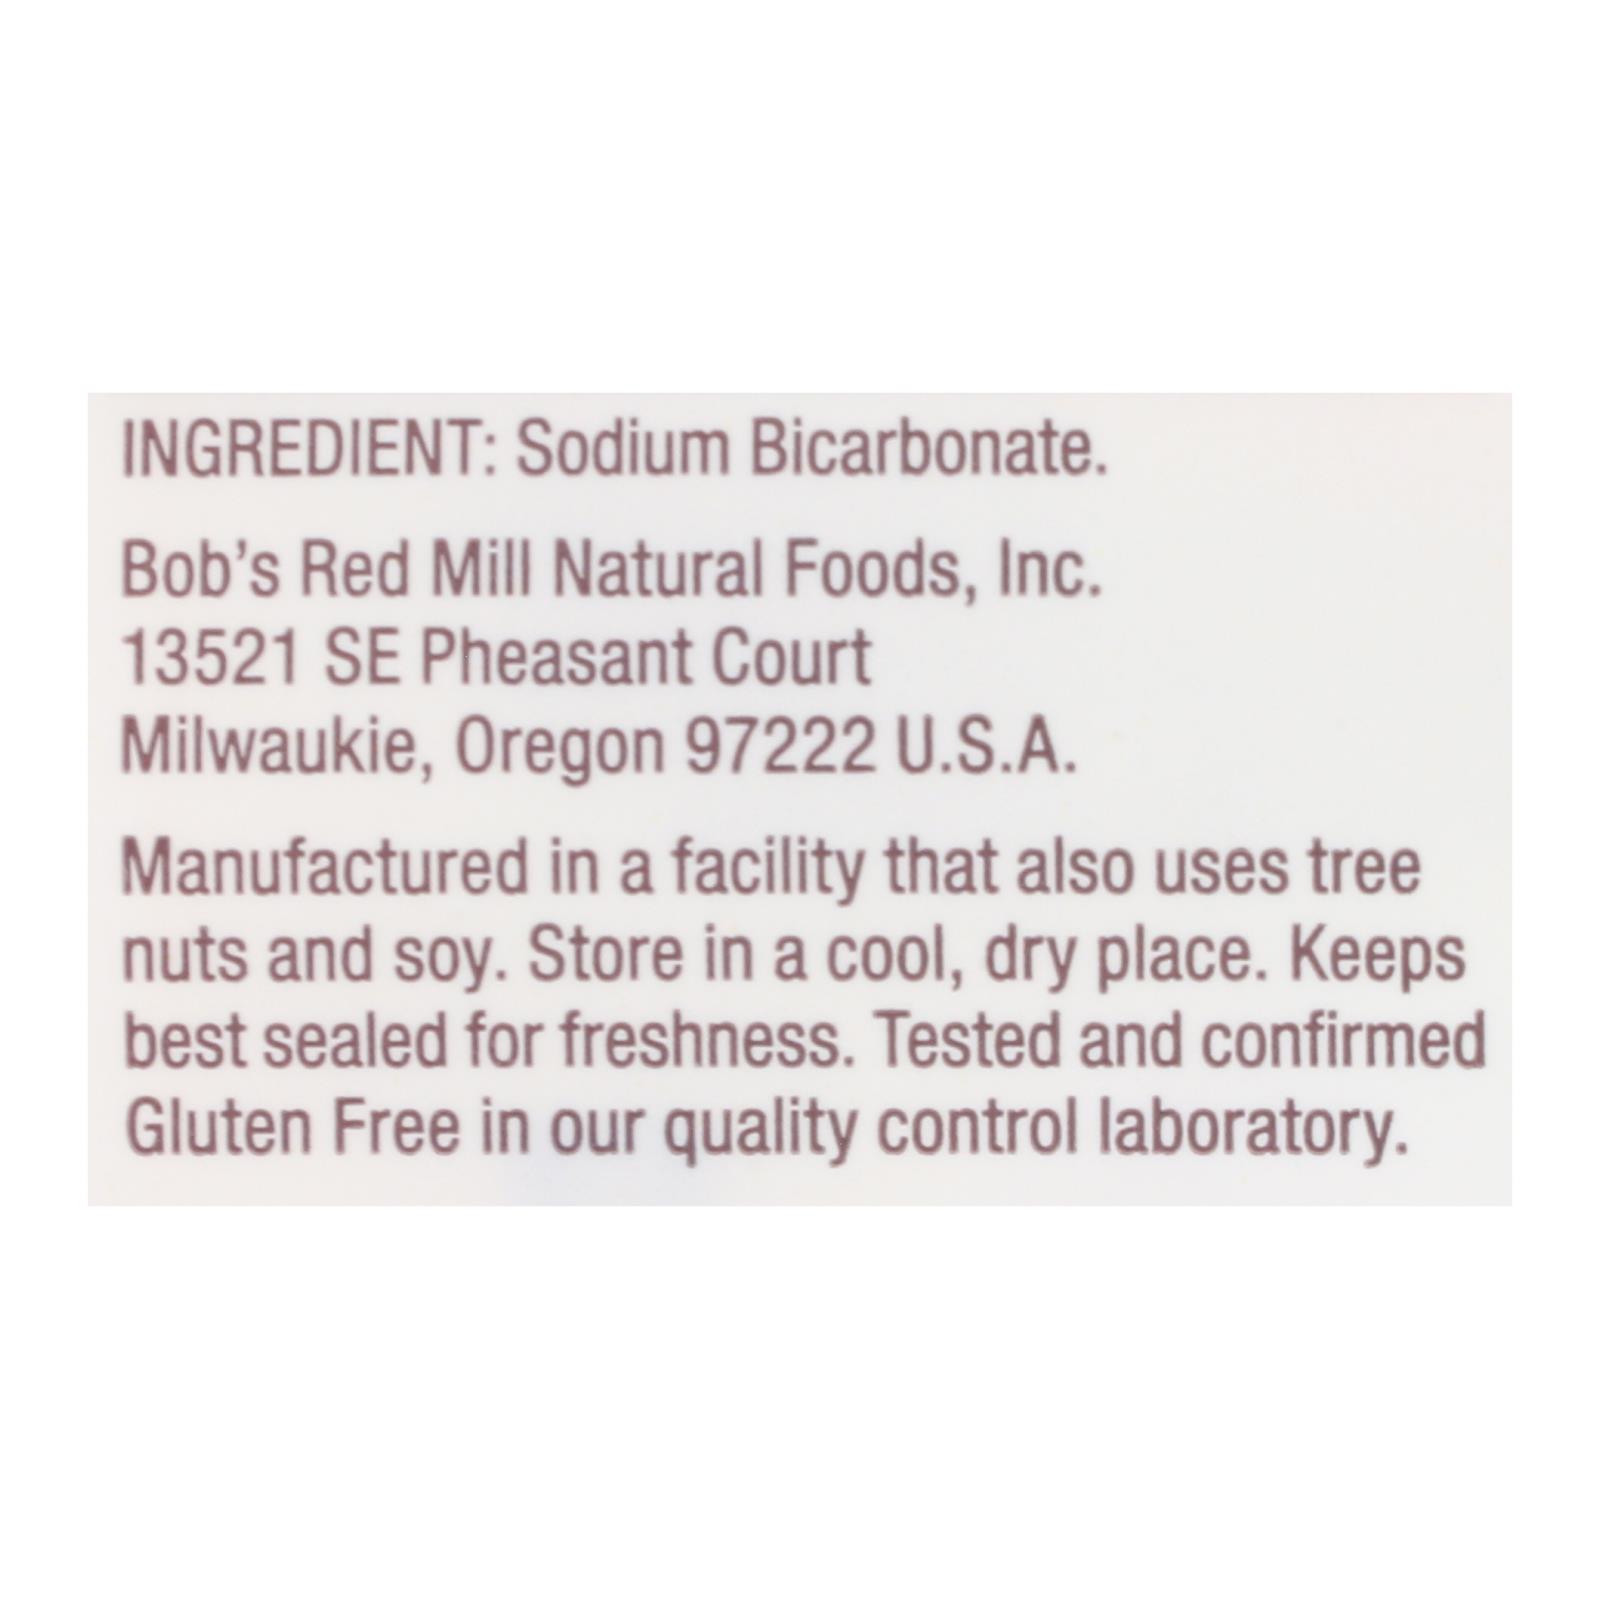 INGREDIENT: Sodium Bicarbonate.
Bob’s Red Mill Natural Foods, Inc.
13521 SE Pheasant Court
Milwaukie, Oregon 97222 U.S.A.
Manufactured in a facility that also uses tree
nuts and soy. Store in a cool, dry place. Keeps
best sealed for freshness. Tested and confirmed
Gluten Free in our quality control laboratory.